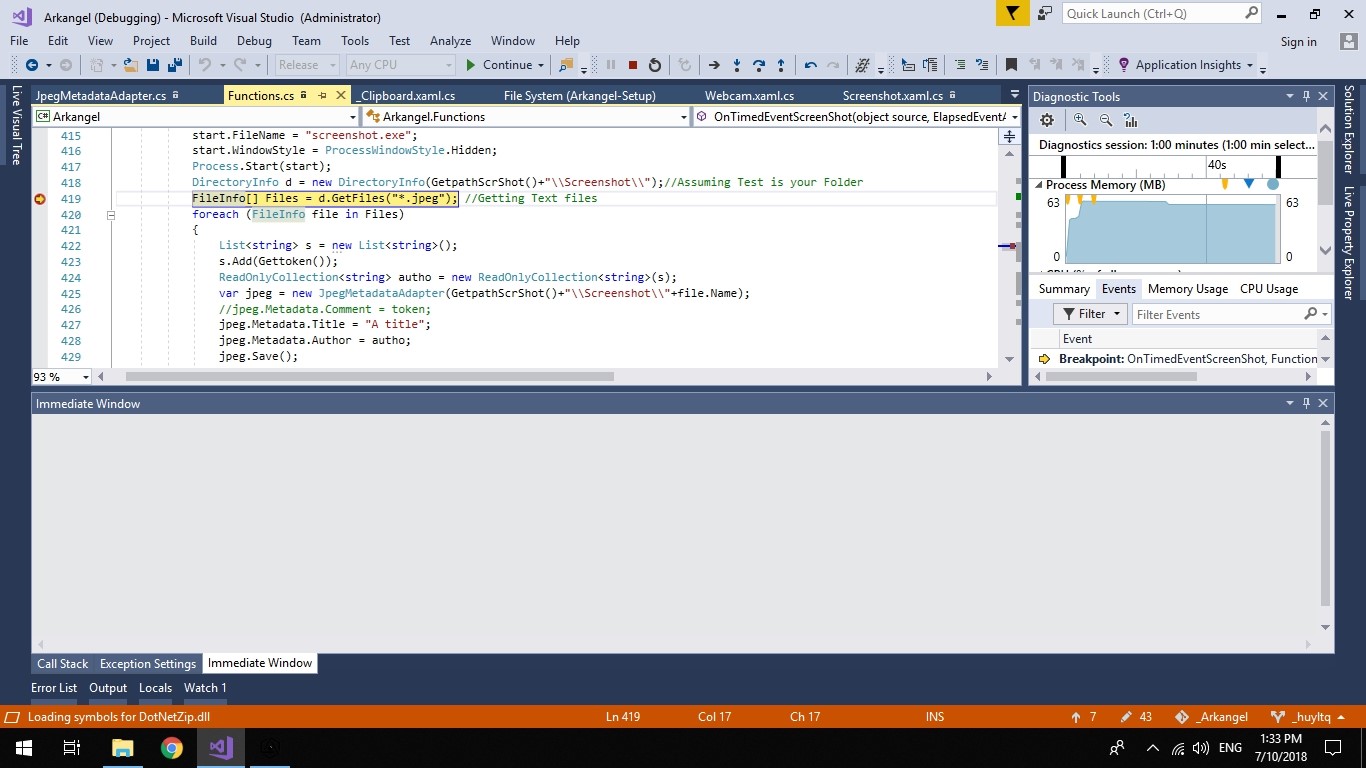 Arkangel (Debugging) - Microsoft Visual Studio (Administrator)
Quick Launch (Ctrl+Q)
File Edit View Project Build Debug Team Tools Test Analyze Window Help
Sign in
Release Any CPU Continue Application Insights
Live Visual Tree
JpegMetadataAdapter.cs Functions.cs _Clipboard.xaml.cs File System (Arkangel-Setup) Webcam.xaml.cs Screenshot.xaml.cs
Arkangel Arkangel.Functions OnTimedEventScreenShot(object source, ElapsedEventA
415 start.FileName = "screenshot.exe";
416 start.WindowStyle = ProcessWindowStyle.Hidden;
417 Process.Start(start);
418 DirectoryInfo d = new DirectoryInfo(GetpathScrShot()+"\\Screenshot\\");//Assuming Test is your Folder
419 FileInfo[] Files = d.GetFiles("*.jpeg"); //Getting Text files
420 foreach (FileInfo file in Files)
421 {
422 List<string> s = new List<string>();
423 s.Add(Gettoken());
424 ReadOnlyCollection<string> autho = new ReadOnlyCollection<string>(s);
425 var jpeg = new JpegMetadataAdapter(GetpathScrShot()+"\\Screenshot\\"+file.Name);
426 //jpeg.Metadata.Comment = token;
427 jpeg.Metadata.Title = "A title";
428 jpeg.Metadata.Author = autho;
429 jpeg.Save();
93 %
Diagnostic Tools
Diagnostics session: 1:00 minutes (1:00 min select...
40s
Process Memory (MB)
63 63
0 0
Summary Events Memory Usage CPU Usage
Filter Filter Events
Event
Breakpoint: OnTimedEventScreenShot, Function
Solution Explorer
Live Property Explorer
Immediate Window
Call Stack Exception Settings Immediate Window
Error List Output Locals Watch 1
Loading symbols for DotNetZip.dll Ln 419 Col 17 Ch 17 INS 7 43 _Arkangel _huyltq
ENG
1:33 PM
7/10/2018